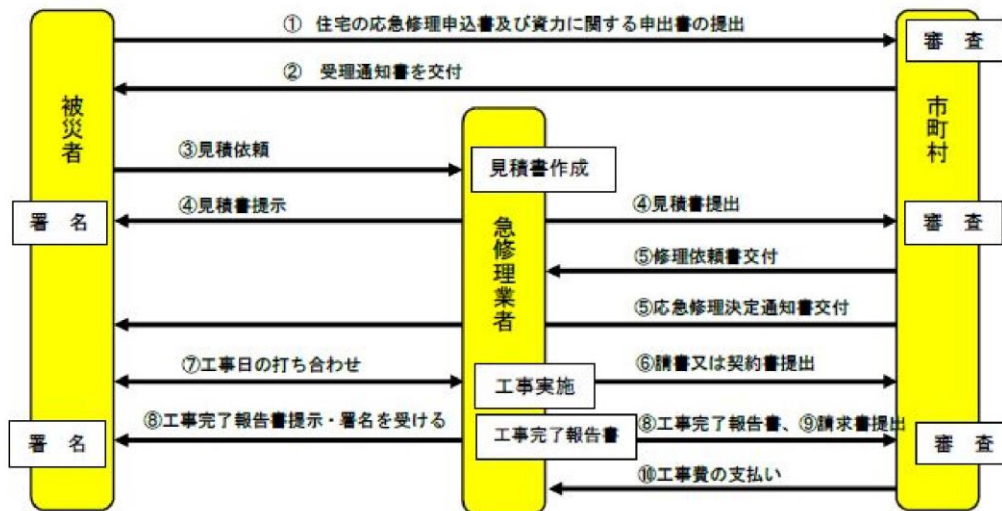 ① 住宅の応急修理申込書及び資力に関する申出書の提出
審 査
② 受理通知書を交付
被災者
市町村
③見積依頼
見積書作成
④見積書提示
④見積書提出
署 名
審 査
急修理業者
⑤修理依頼書交付
⑤応急修理決定通知書交付
⑦工事日の打ち合わせ
⑥請書又は契約書提出
工事実施
⑧工事完了報告書提示・署名を受ける
⑧工事完了報告書、⑨請求書提出
署 名
工事完了報告書
審 査
⑩工事費の支払い